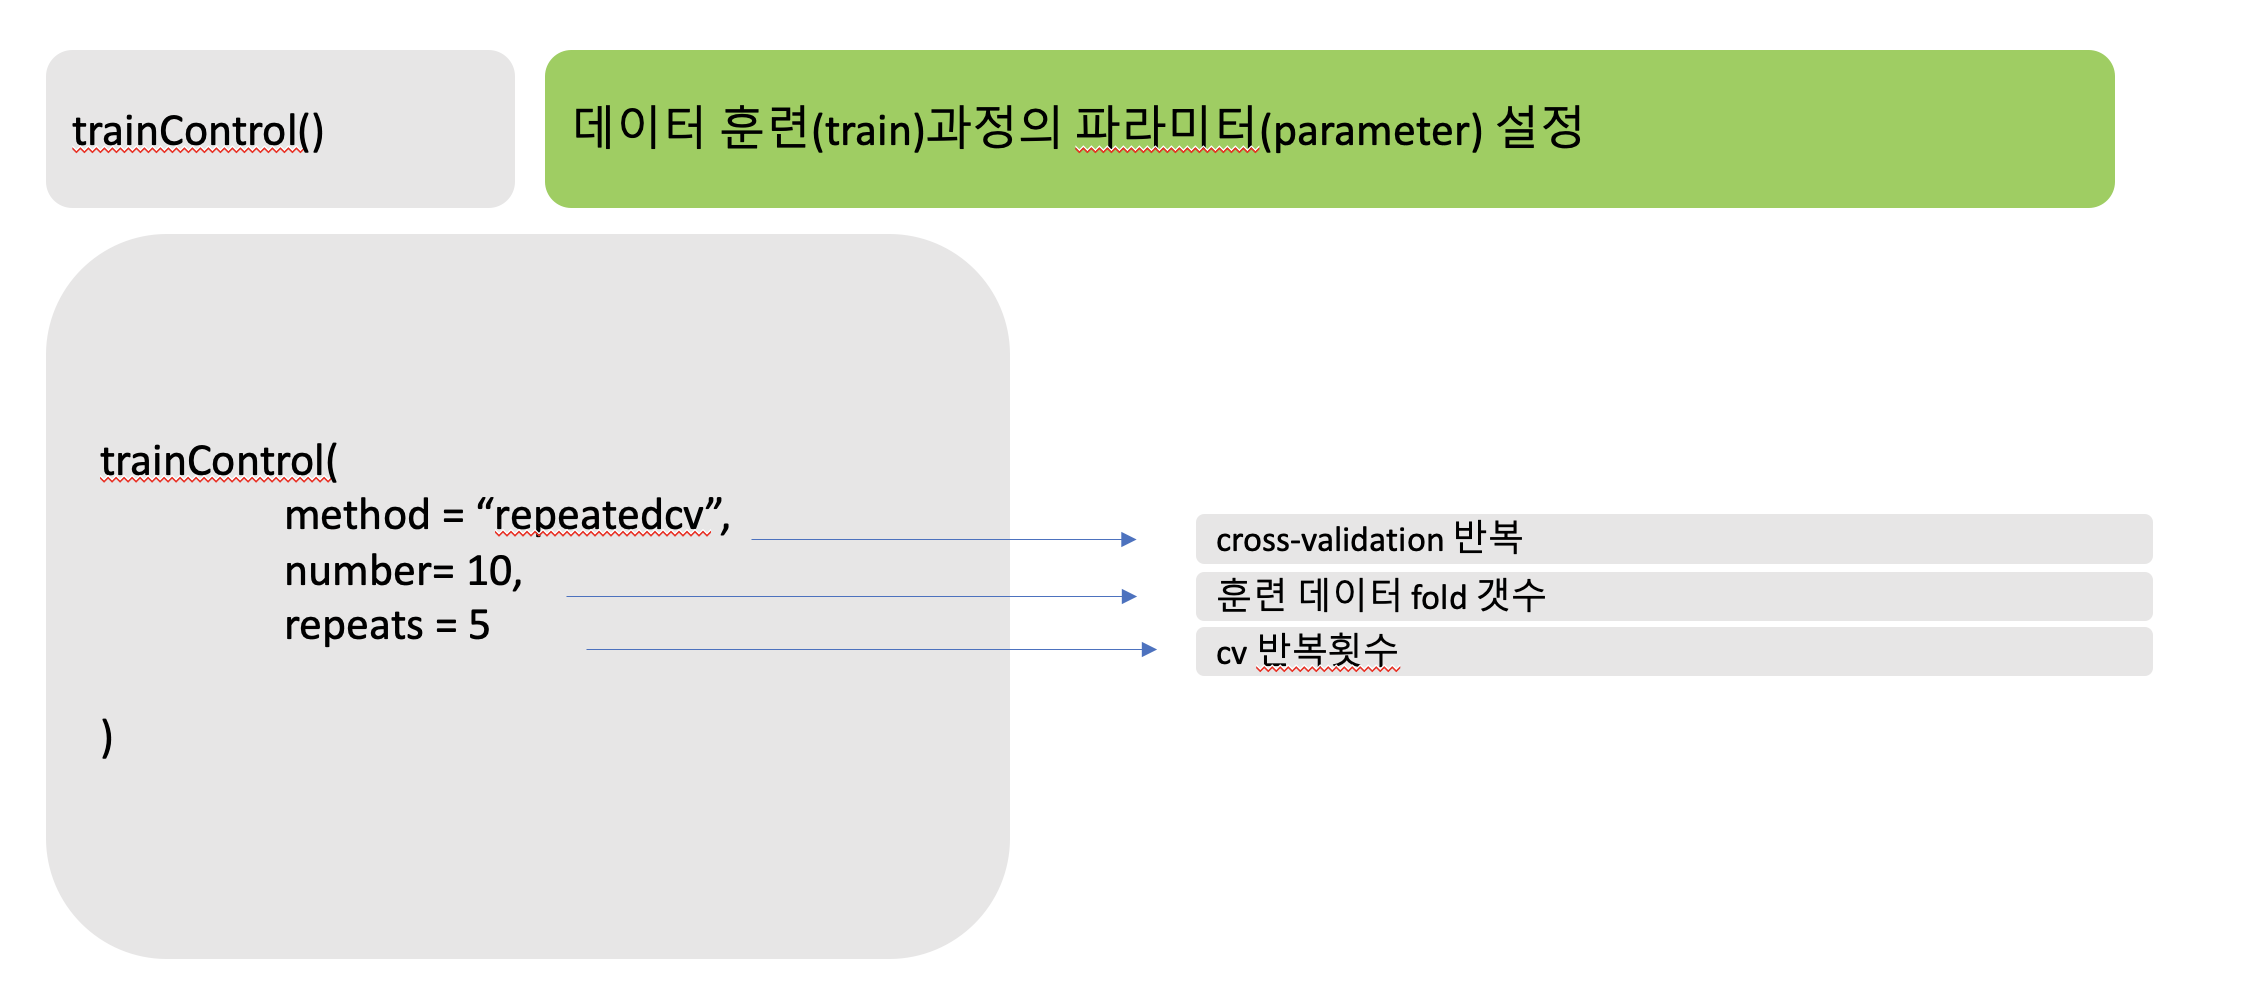 trainControl()
데이터 훈련(train)과정의 파라미터(parameter) 설정
trainControl(
method = “repeatedcv”,
number= 10,
repeats = 5
)
cross-validation 반복
훈련 데이터 fold 갯수
cv 반복횟수